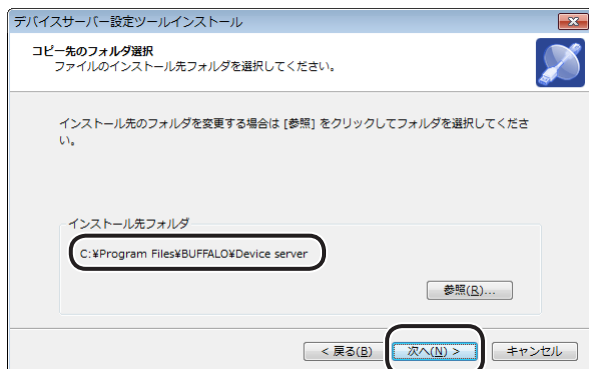 デバイスサーバー設定ツールインストール
コピー先のフォルダ選択
ファイルのインストール先フォルダを選択してください。
インストール先のフォルダを変更する場合は [参照] をクリックしてフォルダを選択してくださ
い。
インストール先フォルダ
C:¥Program Files¥BUFFALO¥Device server
参照(R)...
< 戻る(B) 次へ(N) > キャンセル